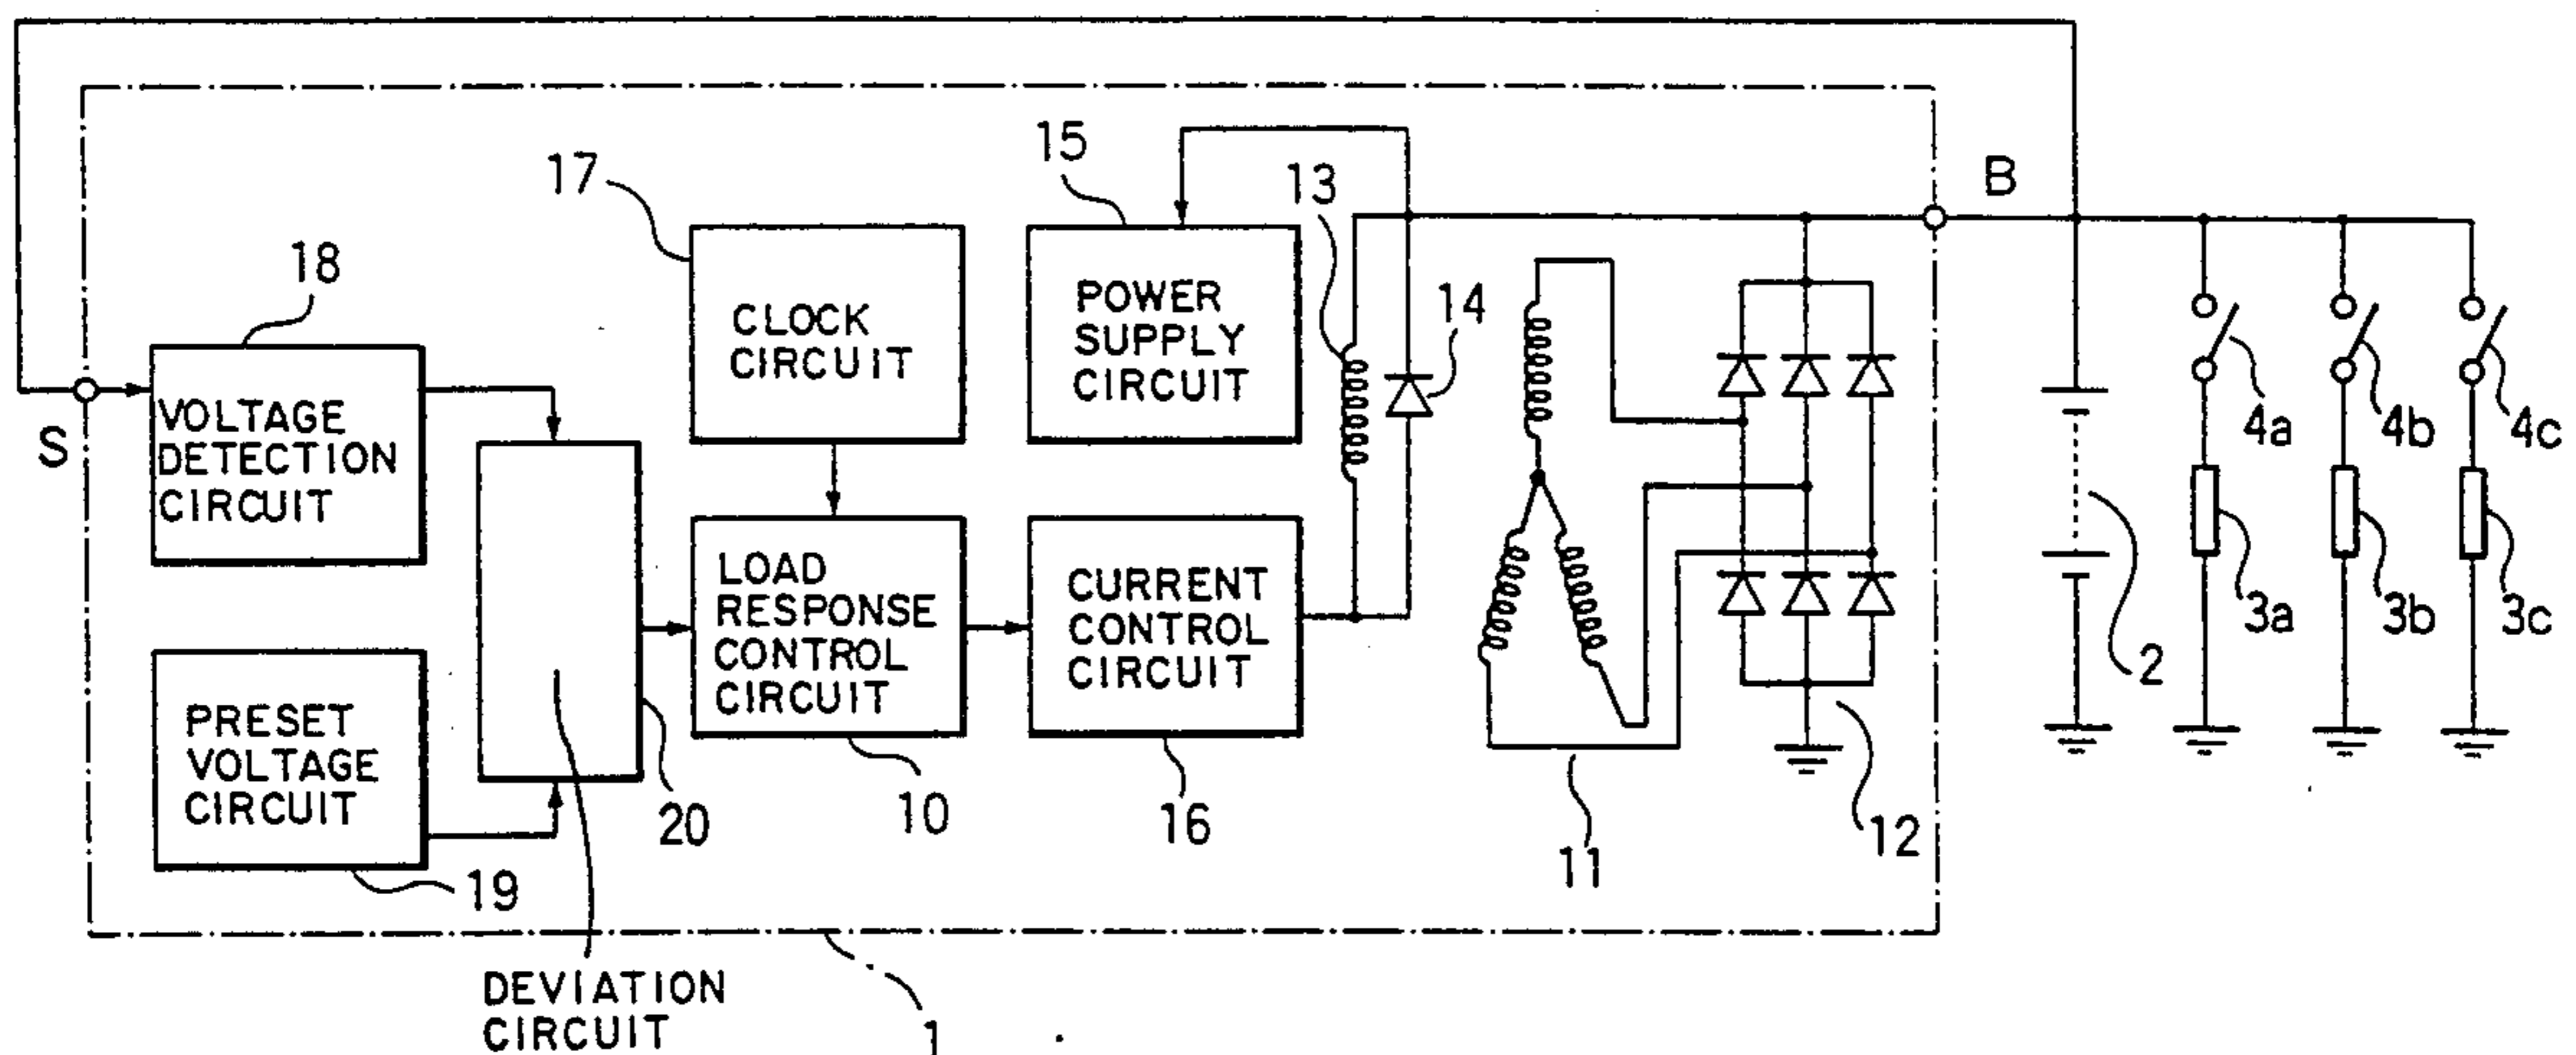 15
B
17
13
18
POWER
SUPPLY
CIRCUIT
14
CLOCK
CIRCUIT
S
VOLTAGE
DETECTION
CIRCUIT
4a
4b
4c
LOAD
RESPONSE
CONTROL
CIRCUIT
CURRENT
CONTROL
CIRCUIT
3a
3b
3c
2
PRESET
VOLTAGE
CIRCUIT
20
10
16
11
12
19
DEVIATION
CIRCUIT
1